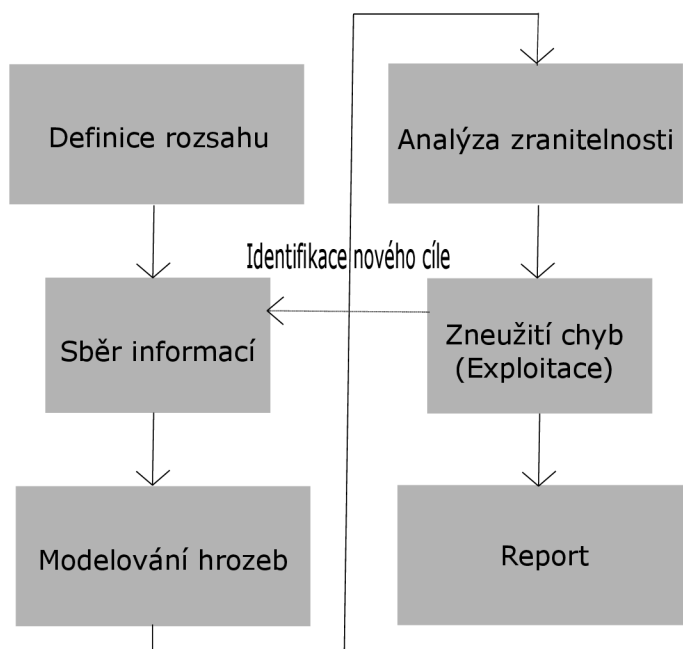 Definice rozsahu
Sběr informací
Modelování hrozeb
Identifikace nového cíle
Analýza zranitelnosti
Zneužití chyb
(Exploitace)
Report